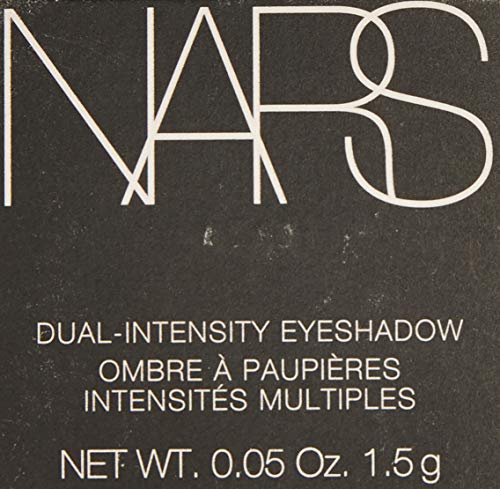 NARS
DUAL-INTENSITY EYESHADOW
OMBRE À PAUPIÈRES
INTENSITÉS MULTIPLES
NET WT. 0.05 Oz. 1.5 g